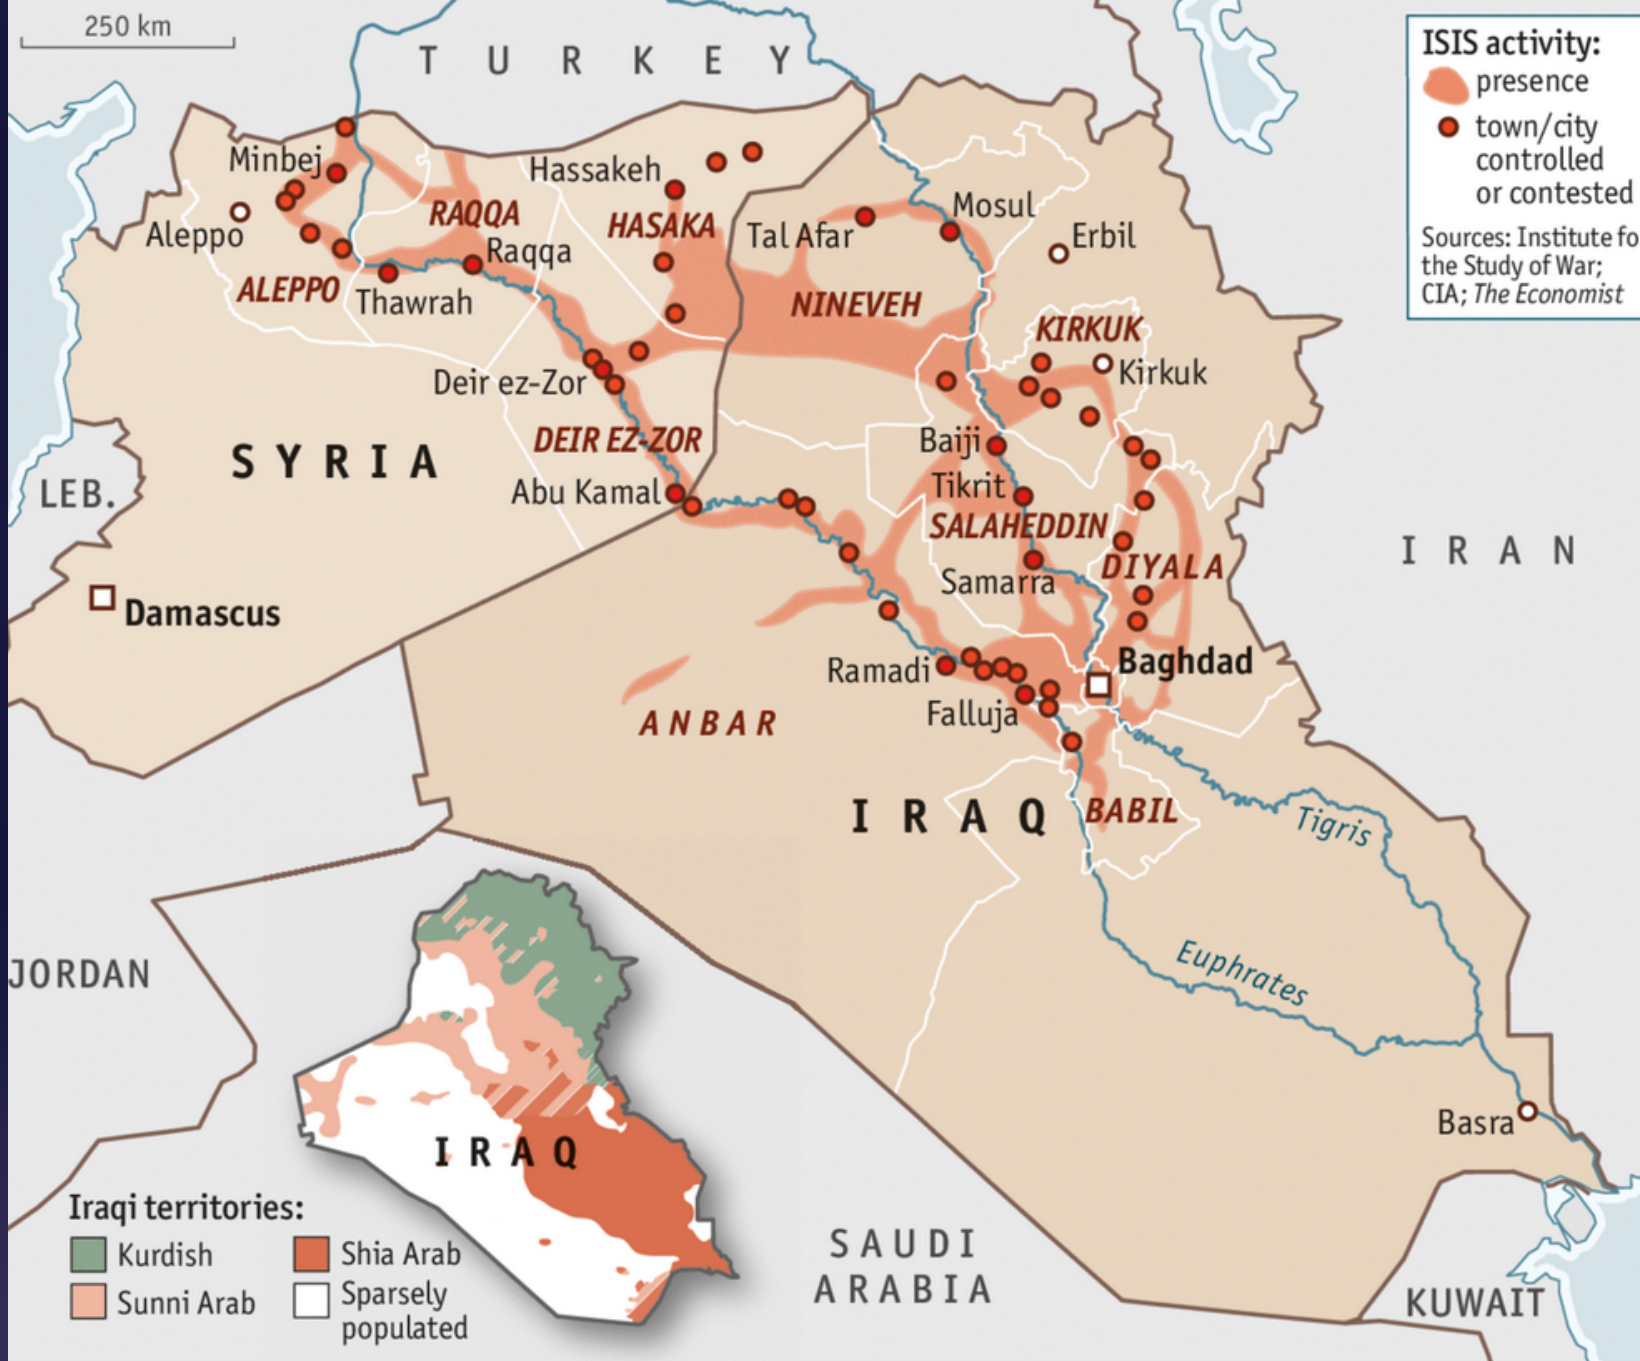 250 km
TURKEY
ISIS activity:
presence
town/city
controlled
or contested
Sources: Institute fo
the Study of War;
CIA; The Economist
Minbej
Hassakeh
Aleppo
RAQQA
HASAKA
Tal Afar
Mosul
Erbil
Raqqa
ALEPPO
Thawrah
NINEVEH
KIRKUK
Kirkuk
Deir ez-Zor
DEIR EZ-ZOR
SYRIA
Baiji
LEB.
Abu Kamal
Tikrit
SALAHEDDIN
IRAN
DIYALA
Samarra
Damascus
Ramadi
Baghdad
ANBAR
Falluja
IRAQ
BABIL
Tigris
JORDAN
Euphrates
Basra
IRAQ
Iraqi territories:
Kurdish
Shia Arab
Sunni Arab
Sparsely
populated
SAUDI
ARABIA
KUWAIT